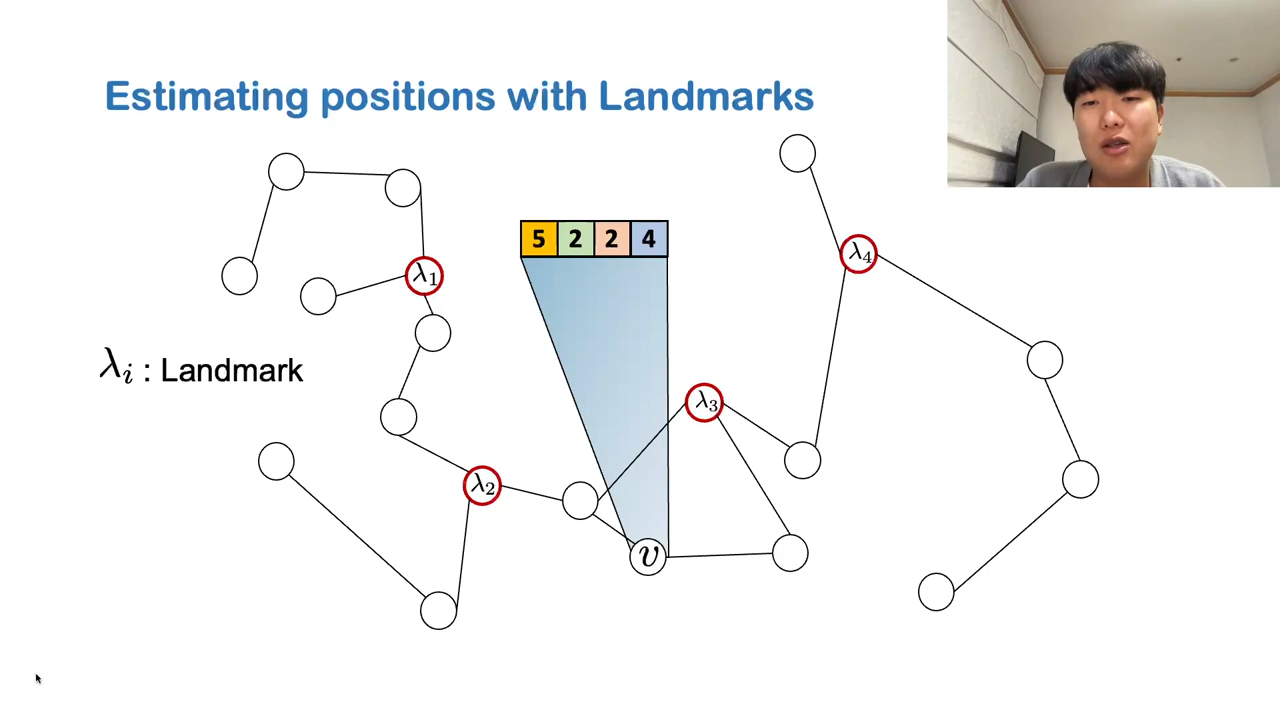 Estimating positions with Landmarks
5 2 2 4
λ4
λ1
λi : Landmark
λ3
λ2
v